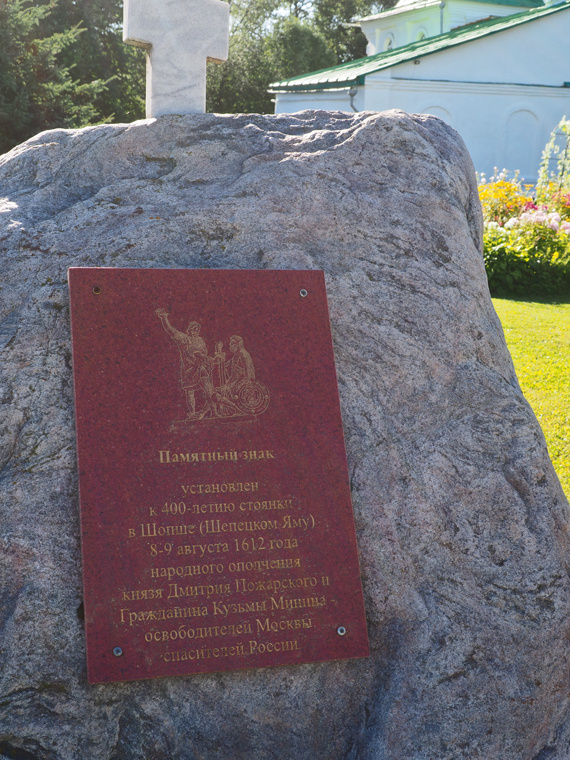 Памятный знак
установлен
к 400-летию стоянки
в Шопше (Шепецком Яму)
8-9 августа 1612 года
народного ополчения
князя Дмитрия Пожарского и
Гражданина Кузьмы Минина -
освободителей Москвы
спасителей России